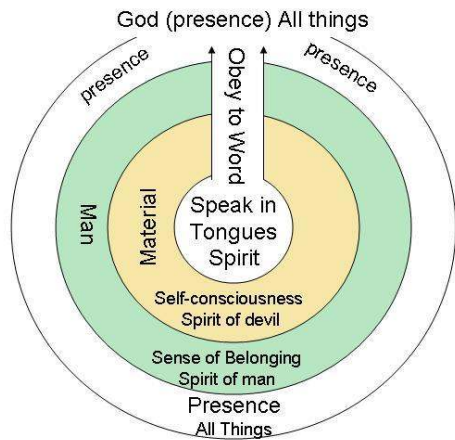 God (presence) All things
presence
presence
Obey to Word
Man
Material
Speak in
Tongues
Spirit
Self-consciousness
Spirit of devil
Sense of Belonging
Spirit of man
Presence
All Things